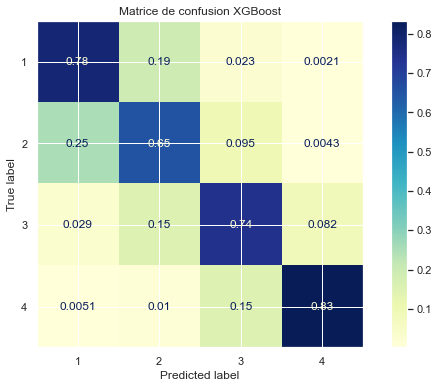 Matrice de confusion XGBoost
True label
1 0.78 0.19 0.023 0.0021
2 0.25 0.65 0.095 0.0043
3 0.029 0.15 0.74 0.082
4 0.0051 0.01 0.15 0.83
1 2 3 4
Predicted label
0.8
0.7
0.6
0.5
0.4
0.3
0.2
0.1